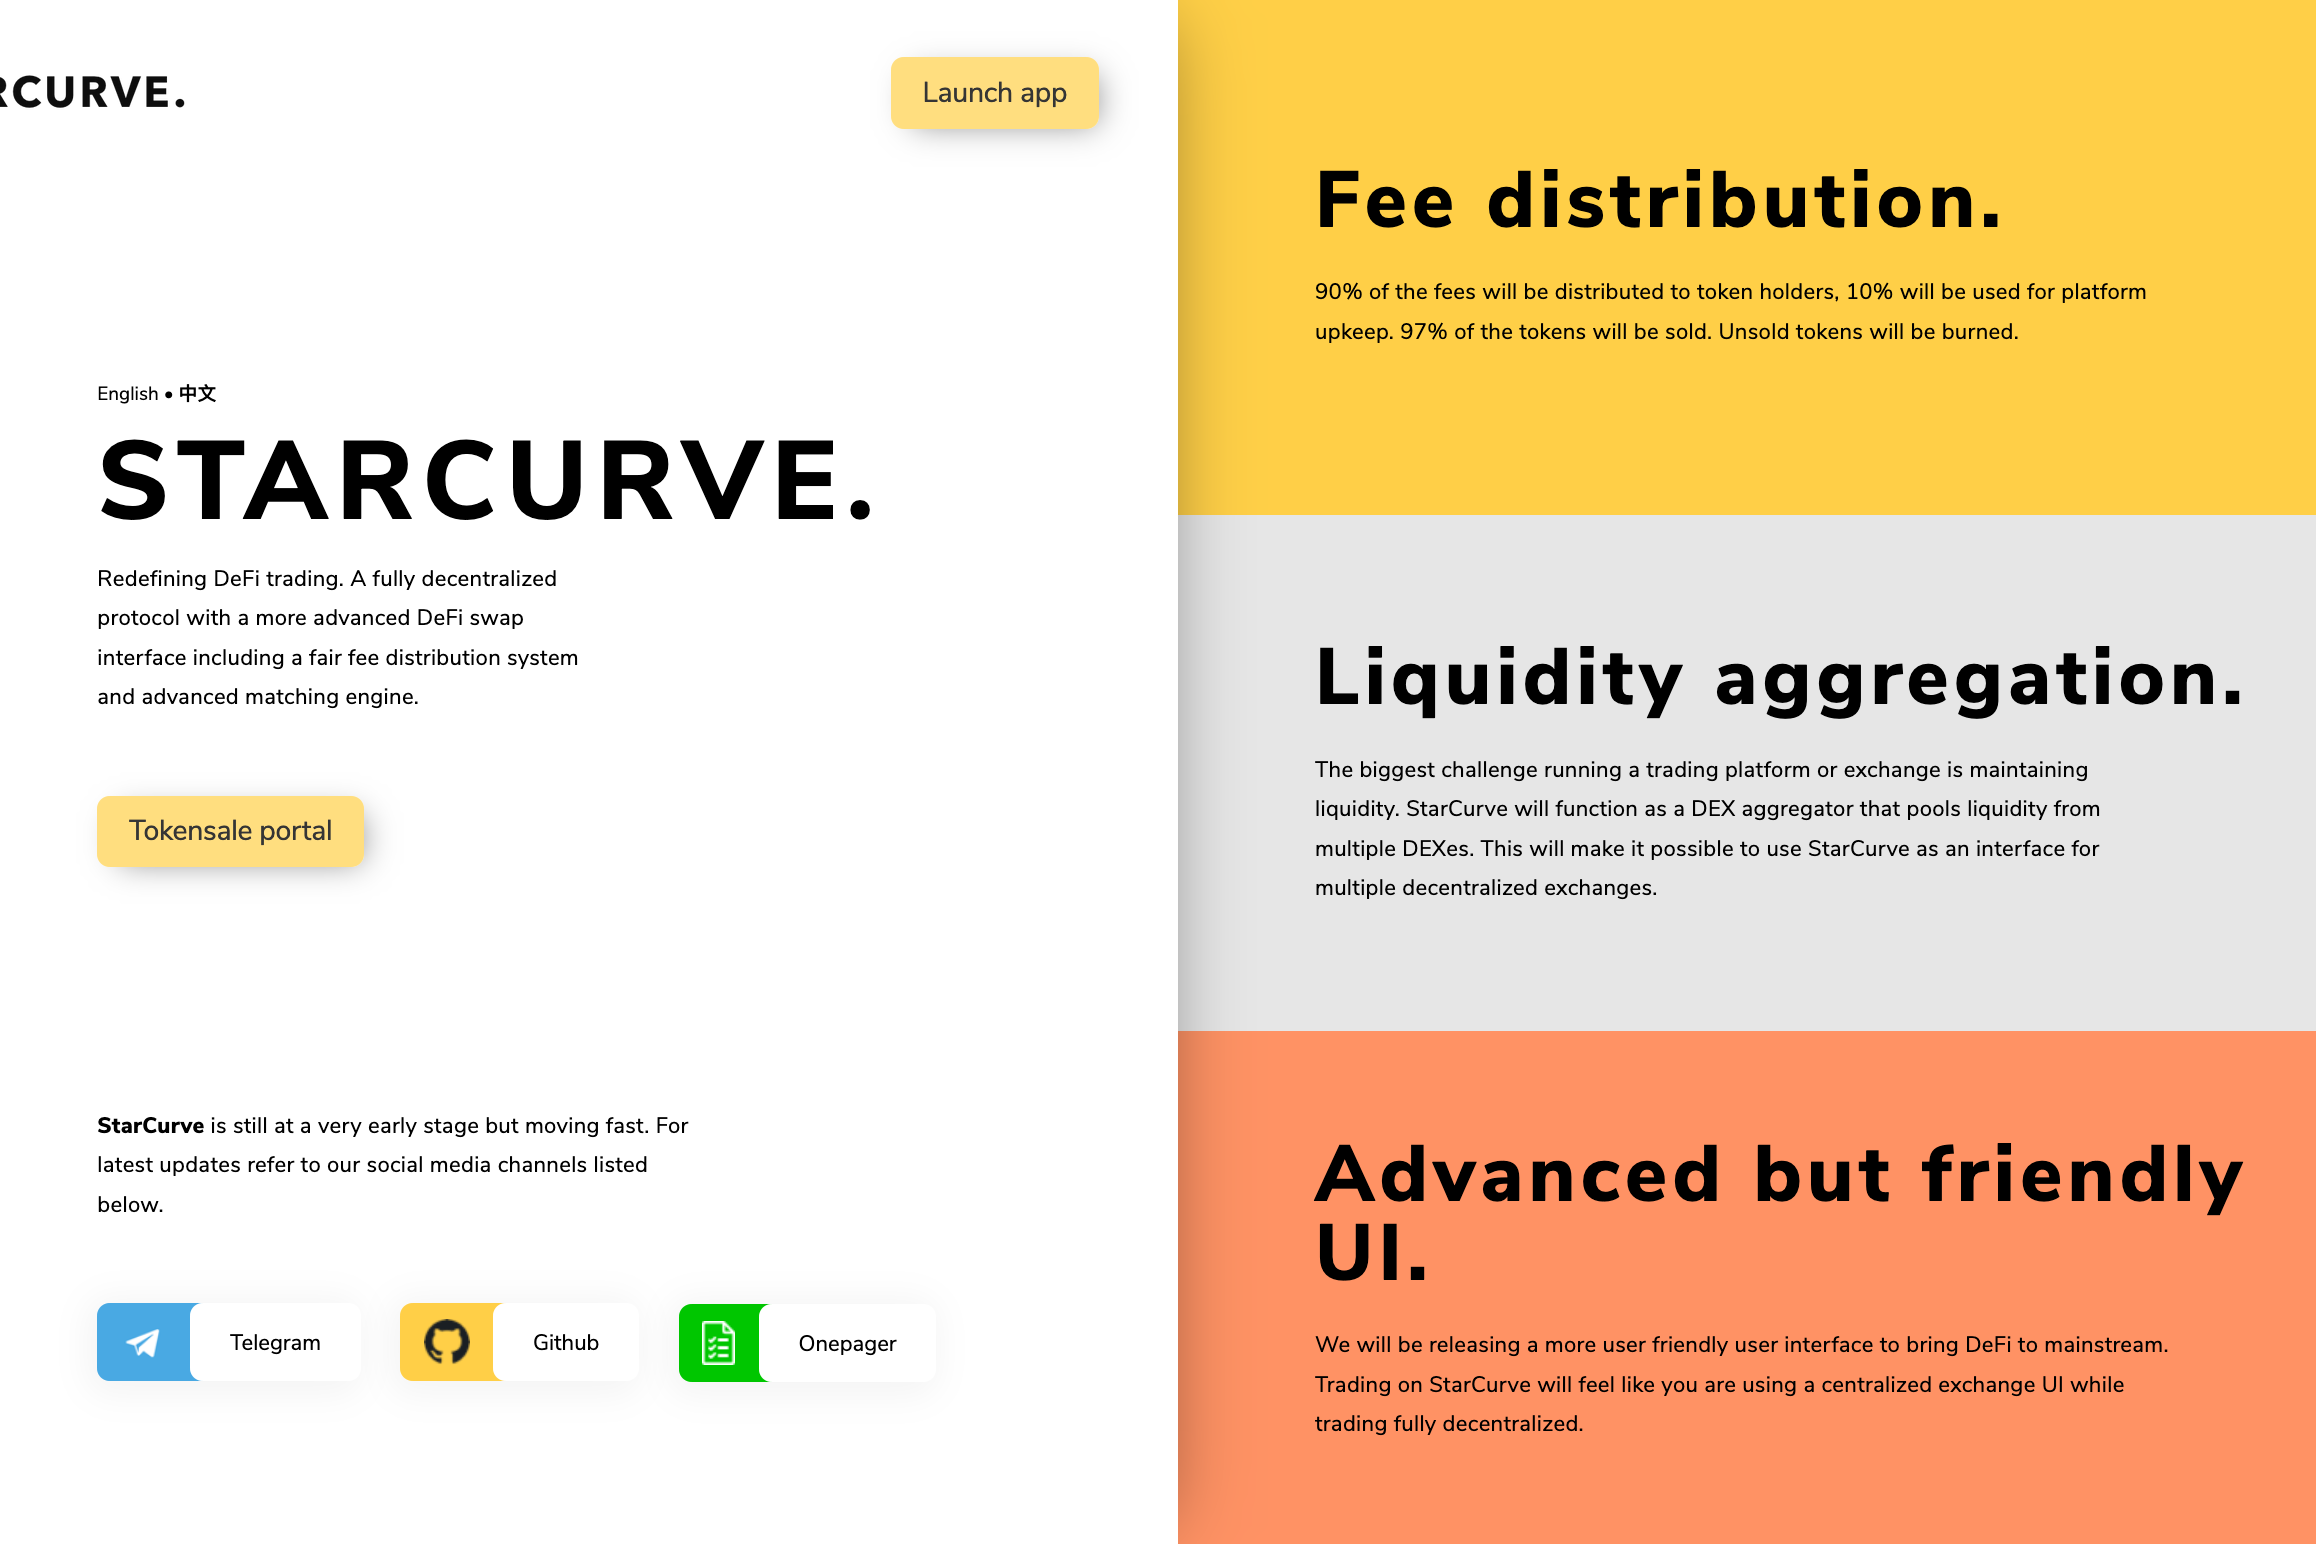 RCURVE.
Launch app
English • 中文
STARCURVE.
Redefining DeFi trading. A fully decentralized
protocol with a more advanced DeFi swap
interface including a fair fee distribution system
and advanced matching engine.
Tokensale portal
StarCurve is still at a very early stage but moving fast. For
latest updates refer to our social media channels listed
below.
Telegram
Github
Onepager
Fee distribution.
90% of the fees will be distributed to token holders, 10% will be used for platform
upkeep. 97% of the tokens will be sold. Unsold tokens will be burned.
Liquidity aggregation.
The biggest challenge running a trading platform or exchange is maintaining
liquidity. StarCurve will function as a DEX aggregator that pools liquidity from
multiple DEXes. This will make it possible to use StarCurve as an interface for
multiple decentralized exchanges.
Advanced but friendly
UI.
We will be releasing a more user friendly user interface to bring DeFi to mainstream.
Trading on StarCurve will feel like you are using a centralized exchange UI while
trading fully decentralized.